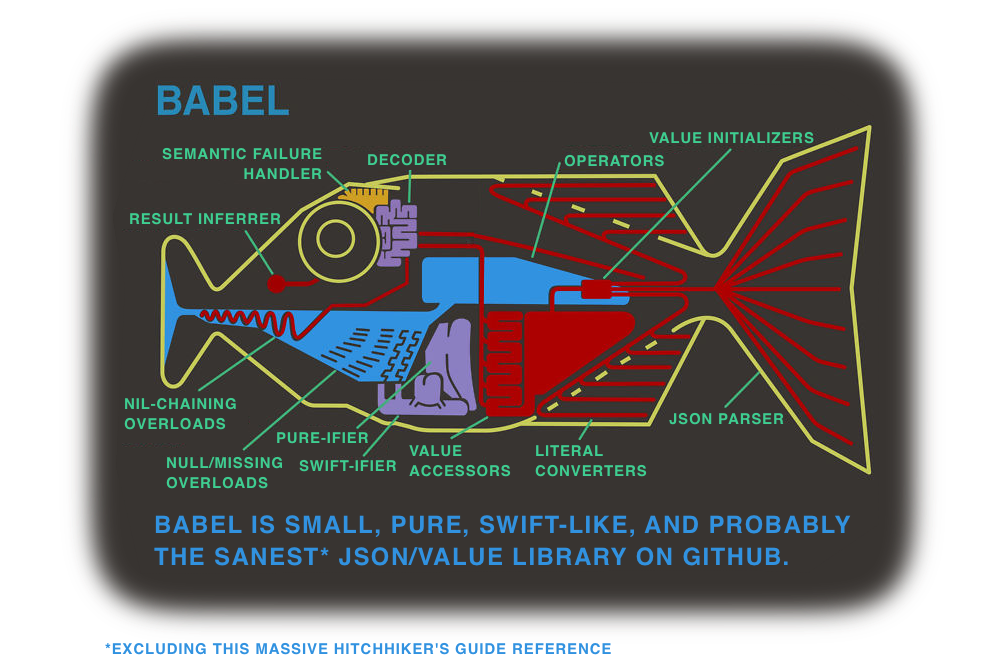 BABEL
VALUE INITIALIZERS
SEMANTIC FAILURE
HANDLER
DECODER
OPERATORS
RESULT INFERRER
NIL-CHAINING
OVERLOADS
JSON PARSER
PURE-IFIER
NULL/MISSING
OVERLOADS
SWIFT-IFIER
VALUE
ACCESSORS
LITERAL
CONVERTERS
BABEL IS SMALL, PURE, SWIFT-LIKE, AND PROBABLY
THE SANEST* JSON/VALUE LIBRARY ON GITHUB.
*EXCLUDING THIS MASSIVE HITCHHIKER'S GUIDE REFERENCE